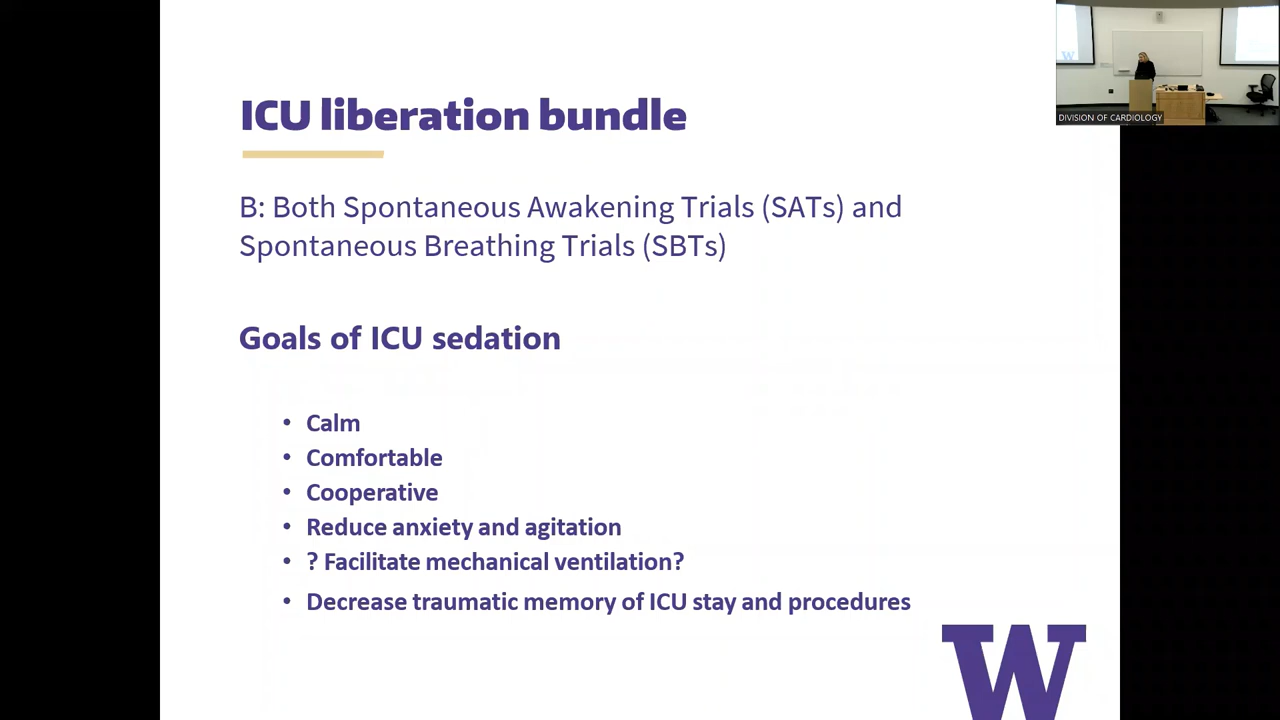 ICU liberation bundle
B: Both Spontaneous Awakening Trials (SATs) and
Spontaneous Breathing Trials (SBTs)
Goals of ICU sedation
• Calm
• Comfortable
• Cooperative
• Reduce anxiety and agitation
• ? Facilitate mechanical ventilation?
• Decrease traumatic memory of ICU stay and procedures
W
DIVISION OF CARDIOLOGY
W